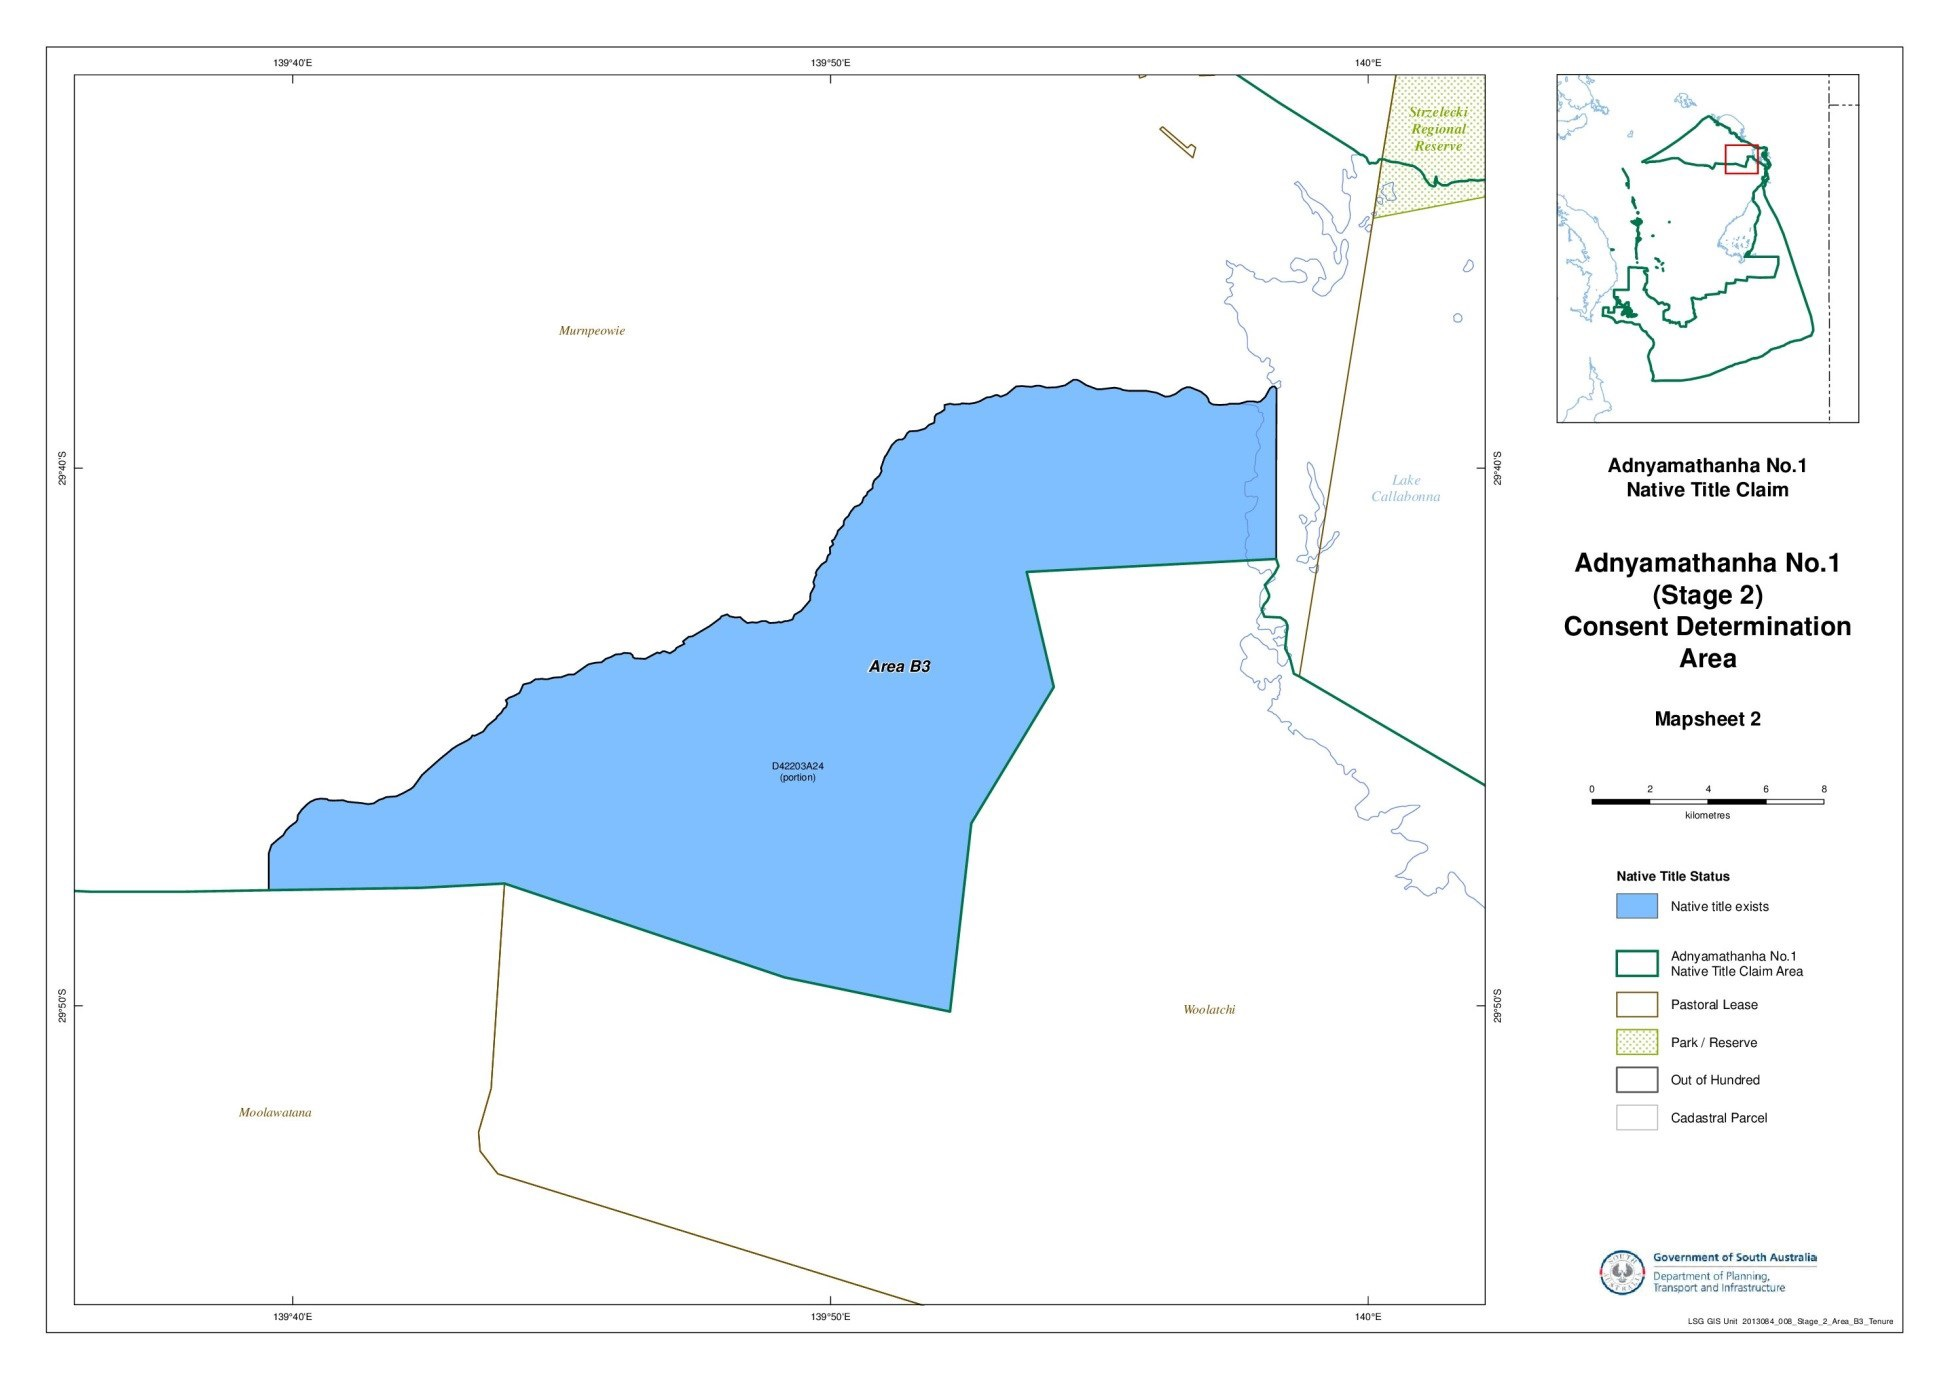 139°40'E
139°50'E
140°E
Strzelecki
Regional
Reserve
Murnpeowie
29°40'S
29°40'S
Lake
Callabonna
Area B3
D42203A24
(portion)
29°50'S
29°50'S
Woolatchi
Moolawatana
139°40'E
139°50'E
140°E
Adnyamathanha No.1
Native Title Claim
Adnyamathanha No.1
(Stage 2)
Consent Determination
Area
Mapsheet 2
0 2 4 6 8
kilometres
Native Title Status
Native title exists
Adnyamathanha No.1
Native Title Claim Area
Pastoral Lease
Park / Reserve
Out of Hundred
Cadastral Parcel
Government of South Australia
Department of Planning,
Transport and Infrastructure
LSG GIS Unit 2013084_008_Stage_2_Area_B3_Tenure